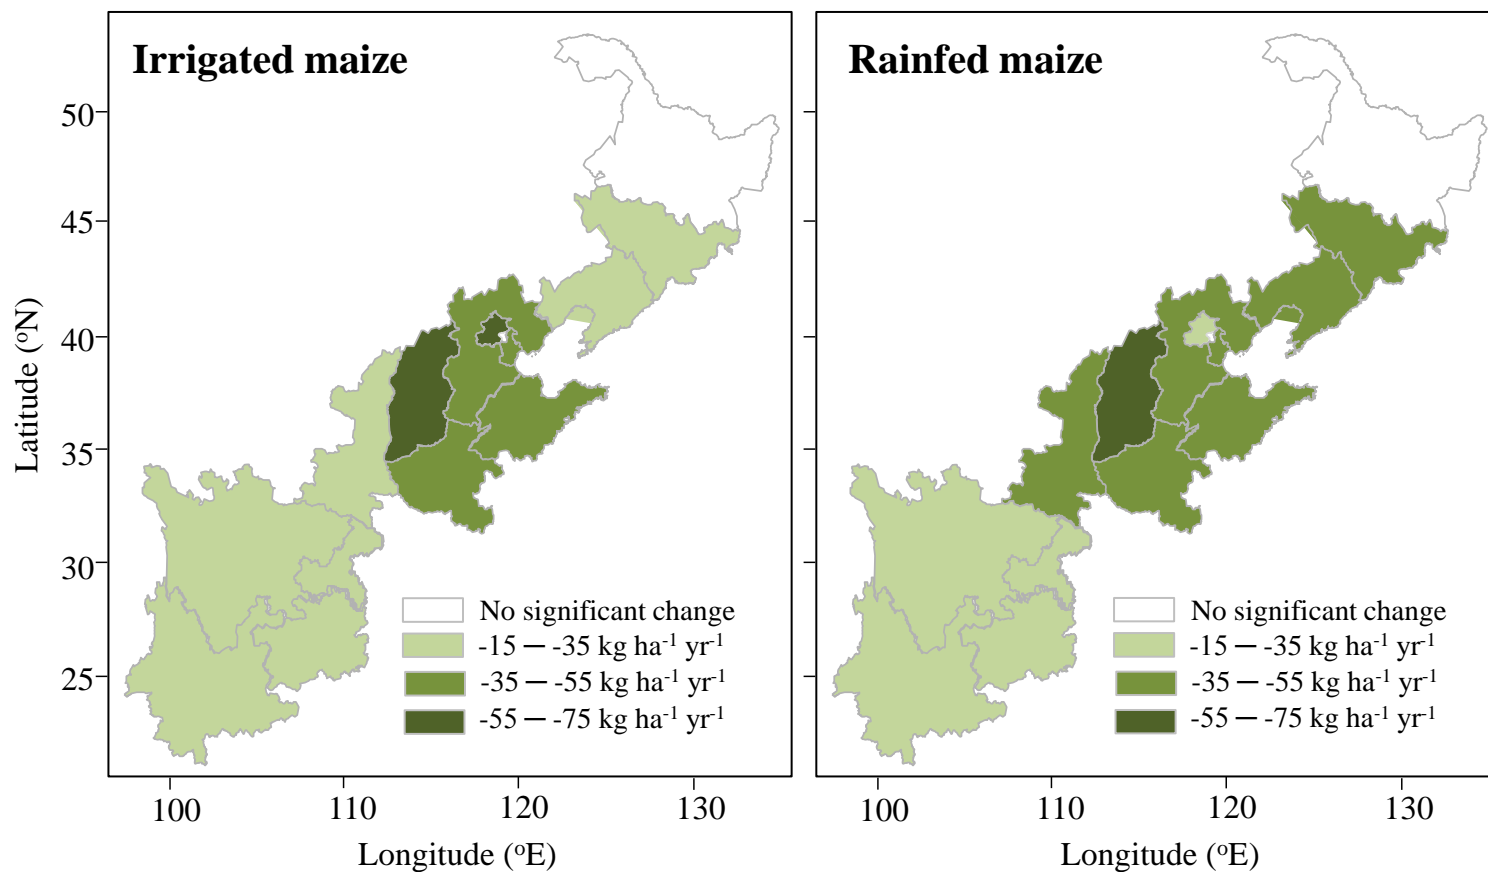 Irrigated maize
Rainfed maize
50
45
40
35
30
25
Latitude (ᵒN)
No significant change
-15 — -35 kg ha⁻¹ yr⁻¹
-35 — -55 kg ha⁻¹ yr⁻¹
-55 — -75 kg ha⁻¹ yr⁻¹
No significant change
-15 — -35 kg ha⁻¹ yr⁻¹
-35 — -55 kg ha⁻¹ yr⁻¹
-55 — -75 kg ha⁻¹ yr⁻¹
100 110 120 130
100 110 120 130
Longitude (ᵒE)
Longitude (ᵒE)